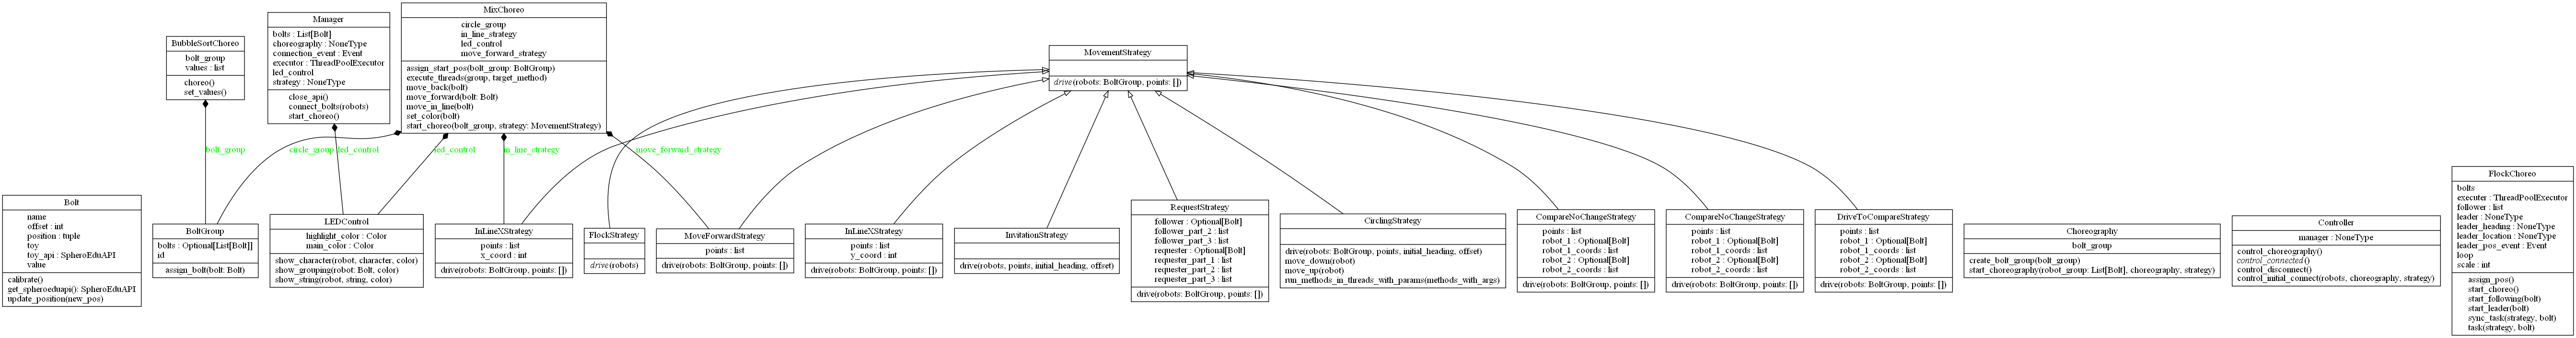 BubbleSortChoreo
bolt_group
values : list
choreo()
set_values()
Manager
bolts : List[Bolt]
choreography : NoneType
connection_event : Event
executor : ThreadPoolExecutor
led_control
strategy : NoneType
close_api()
connect_bolts(robots)
start_choreo()
MixChoreo
circle_group
in_line_strategy
led_control
move_forward_strategy
assign_start_pos(bolt_group: BoltGroup)
execute_threads(group, target_method)
move_back(bolt)
move_forward(bolt: Bolt)
move_in_line(bolt)
set_color(bolt)
start_choreo(bolt_group, strategy: MovementStrategy)
MovementStrategy
drive(robots: BoltGroup, points: [])
bolt_group
circle_group
led_control
led_control
in_line_strategy
move_forward_strategy
Bolt
name
offset : int
position : tuple
toy
toy_api : SpheroEduAPI
value
calibrate()
get_spheroeduapi(): SpheroEduAPI
update_position(new_pos)
BoltGroup
bolts : Optional[List[Bolt]]
id
assign_bolt(bolt: Bolt)
LEDControl
highlight_color : Color
main_color : Color
show_character(robot, character, color)
show_grouping(robot: Bolt, color)
show_string(robot, string, color)
InLineXStrategy
points : list
x_coord : int
drive(robots: BoltGroup, points: [])
FlockStrategy
drive(robots)
MoveForwardStrategy
points : list
drive(robots: BoltGroup, points: [])
InLineXStrategy
points : list
y_coord : int
drive(robots: BoltGroup, points: [])
InvitationStrategy
drive(robots, points, initial_heading, offset)
RequestStrategy
follower : Optional[Bolt]
follower_part_2 : list
follower_part_3 : list
requester : Optional[Bolt]
requester_part_1 : list
requester_part_2 : list
requester_part_3 : list
drive(robots: BoltGroup, points: [])
CirclingStrategy
drive(robots: BoltGroup, points, initial_heading, offset)
move_down(robot)
move_up(robot)
run_methods_in_threads_with_params(methods_with_args)
CompareNoChangeStrategy
points : list
robot_1 : Optional[Bolt]
robot_1_coords : list
robot_2 : Optional[Bolt]
robot_2_coords : list
drive(robots: BoltGroup, points: [])
CompareNoChangeStrategy
points : list
robot_1 : Optional[Bolt]
robot_1_coords : list
robot_2 : Optional[Bolt]
robot_2_coords : list
drive(robots: BoltGroup, points: [])
DriveToCompareStrategy
points : list
robot_1 : Optional[Bolt]
robot_1_coords : list
robot_2 : Optional[Bolt]
robot_2_coords : list
drive(robots: BoltGroup, points: [])
Choreography
bolt_group
create_bolt_group(bolt_group)
start_choreography(robot_group: List[Bolt], choreography, strategy)
Controller
manager : NoneType
control_choreography()
control_connected()
control_disconnect()
control_initial_connect(robots, choreography, strategy)
FlockChoreo
bolts
executer : ThreadPoolExecutor
follower : list
leader : NoneType
leader_heading : NoneType
leader_location : NoneType
leader_pos_event : Event
loop
scale : int
assign_pos()
start_choreo()
start_following(bolt)
start_leader(bolt)
sync_task(strategy, bolt)
task(strategy, bolt)